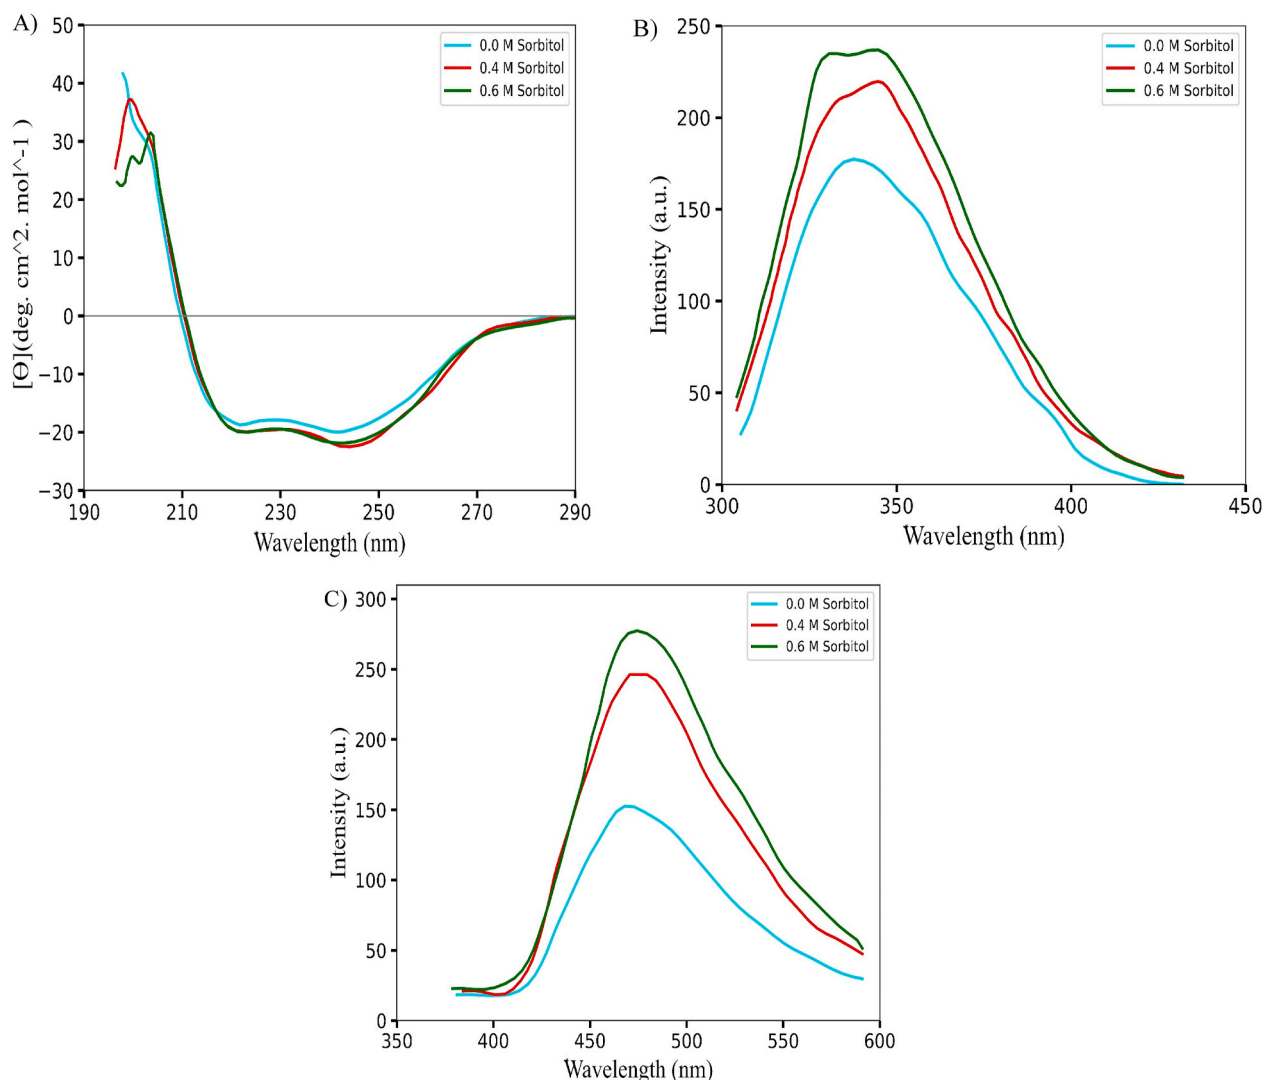 A)
50
40
30
20
10
0
−10
−20
−30
190 210 230 250 270 290
[Ɵ](deg. cm^2. mol^-1 )
Wavelength (nm)
0.0 M Sorbitol
0.4 M Sorbitol
0.6 M Sorbitol
B)
250
200
150
100
50
0
300 350 400 450
Intensity (a.u.)
Wavelength (nm)
0.0 M Sorbitol
0.4 M Sorbitol
0.6 M Sorbitol
C)
300
250
200
150
100
50
0
350 400 450 500 550 600
Intensity (a.u.)
Wavelength (nm)
0.0 M Sorbitol
0.4 M Sorbitol
0.6 M Sorbitol